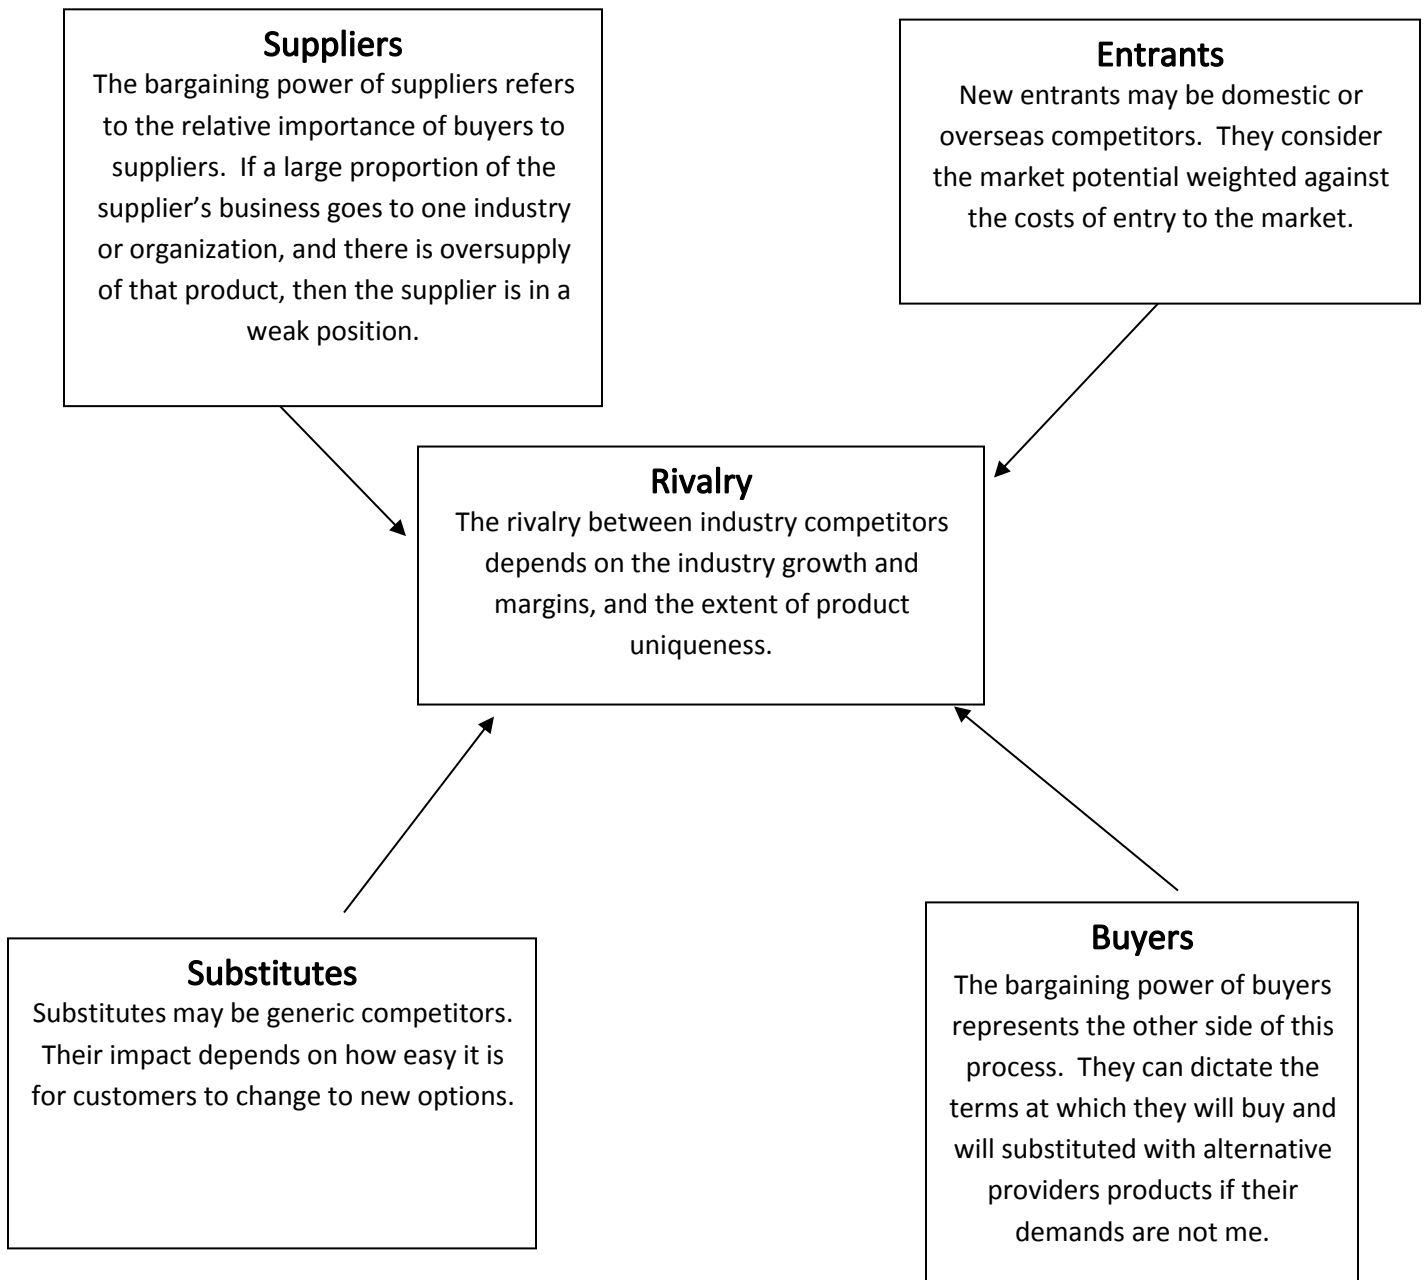 Suppliers
The bargaining power of suppliers refers
to the relative importance of buyers to
suppliers.  If a large proportion of the
supplier’s business goes to one industry
or organization, and there is oversupply
of that product, then the supplier is in a
weak position.
Entrants
New entrants may be domestic or
overseas competitors.  They consider
the market potential weighted against
the costs of entry to the market.
Rivalry
The rivalry between industry competitors
depends on the industry growth and
margins, and the extent of product
uniqueness.
Substitutes
Substitutes may be generic competitors.
Their impact depends on how easy it is
for customers to change to new options.
Buyers
The bargaining power of buyers
represents the other side of this
process.  They can dictate the
terms at which they will buy and
will substituted with alternative
providers products if their
demands are not me.